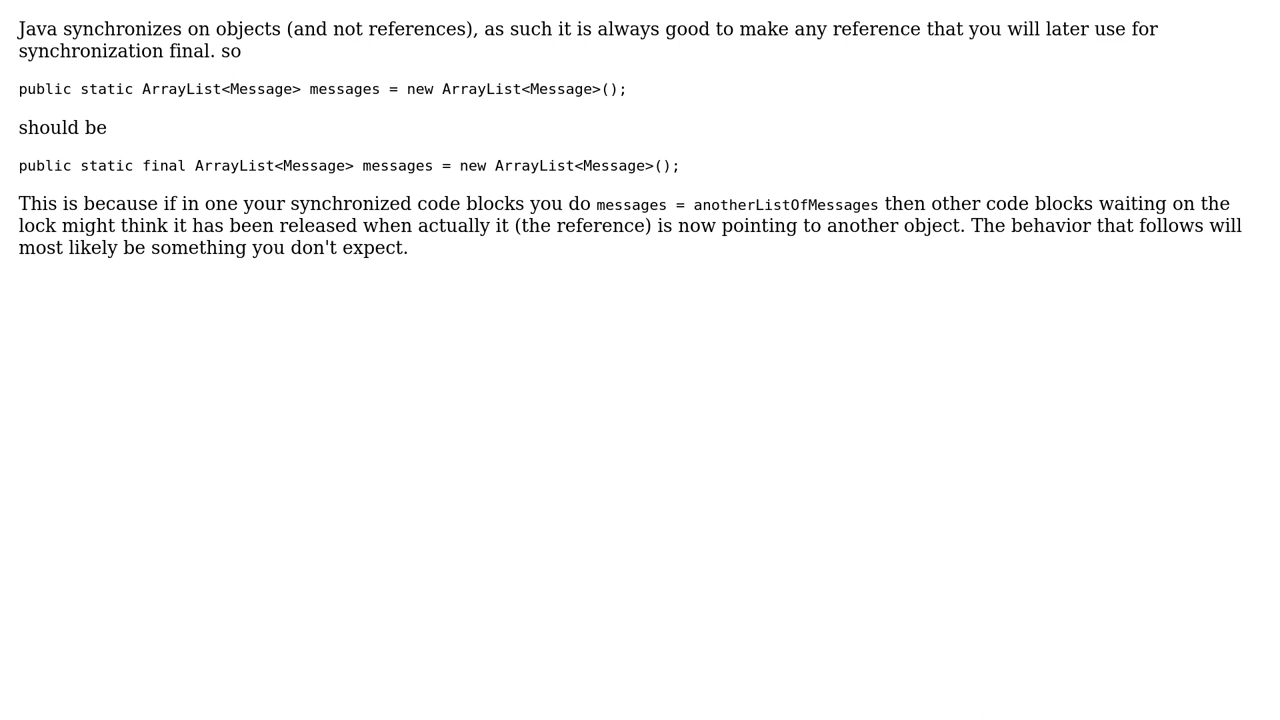 Java synchronizes on objects (and not references), as such it is always good to make any reference that you will later use for
synchronization final. so
public static ArrayList<Message> messages = new ArrayList<Message>();
should be
public static final ArrayList<Message> messages = new ArrayList<Message>();
This is because if in one your synchronized code blocks you do messages = anotherListOfMessages then other code blocks waiting on the
lock might think it has been released when actually it (the reference) is now pointing to another object. The behavior that follows will
most likely be something you don't expect.